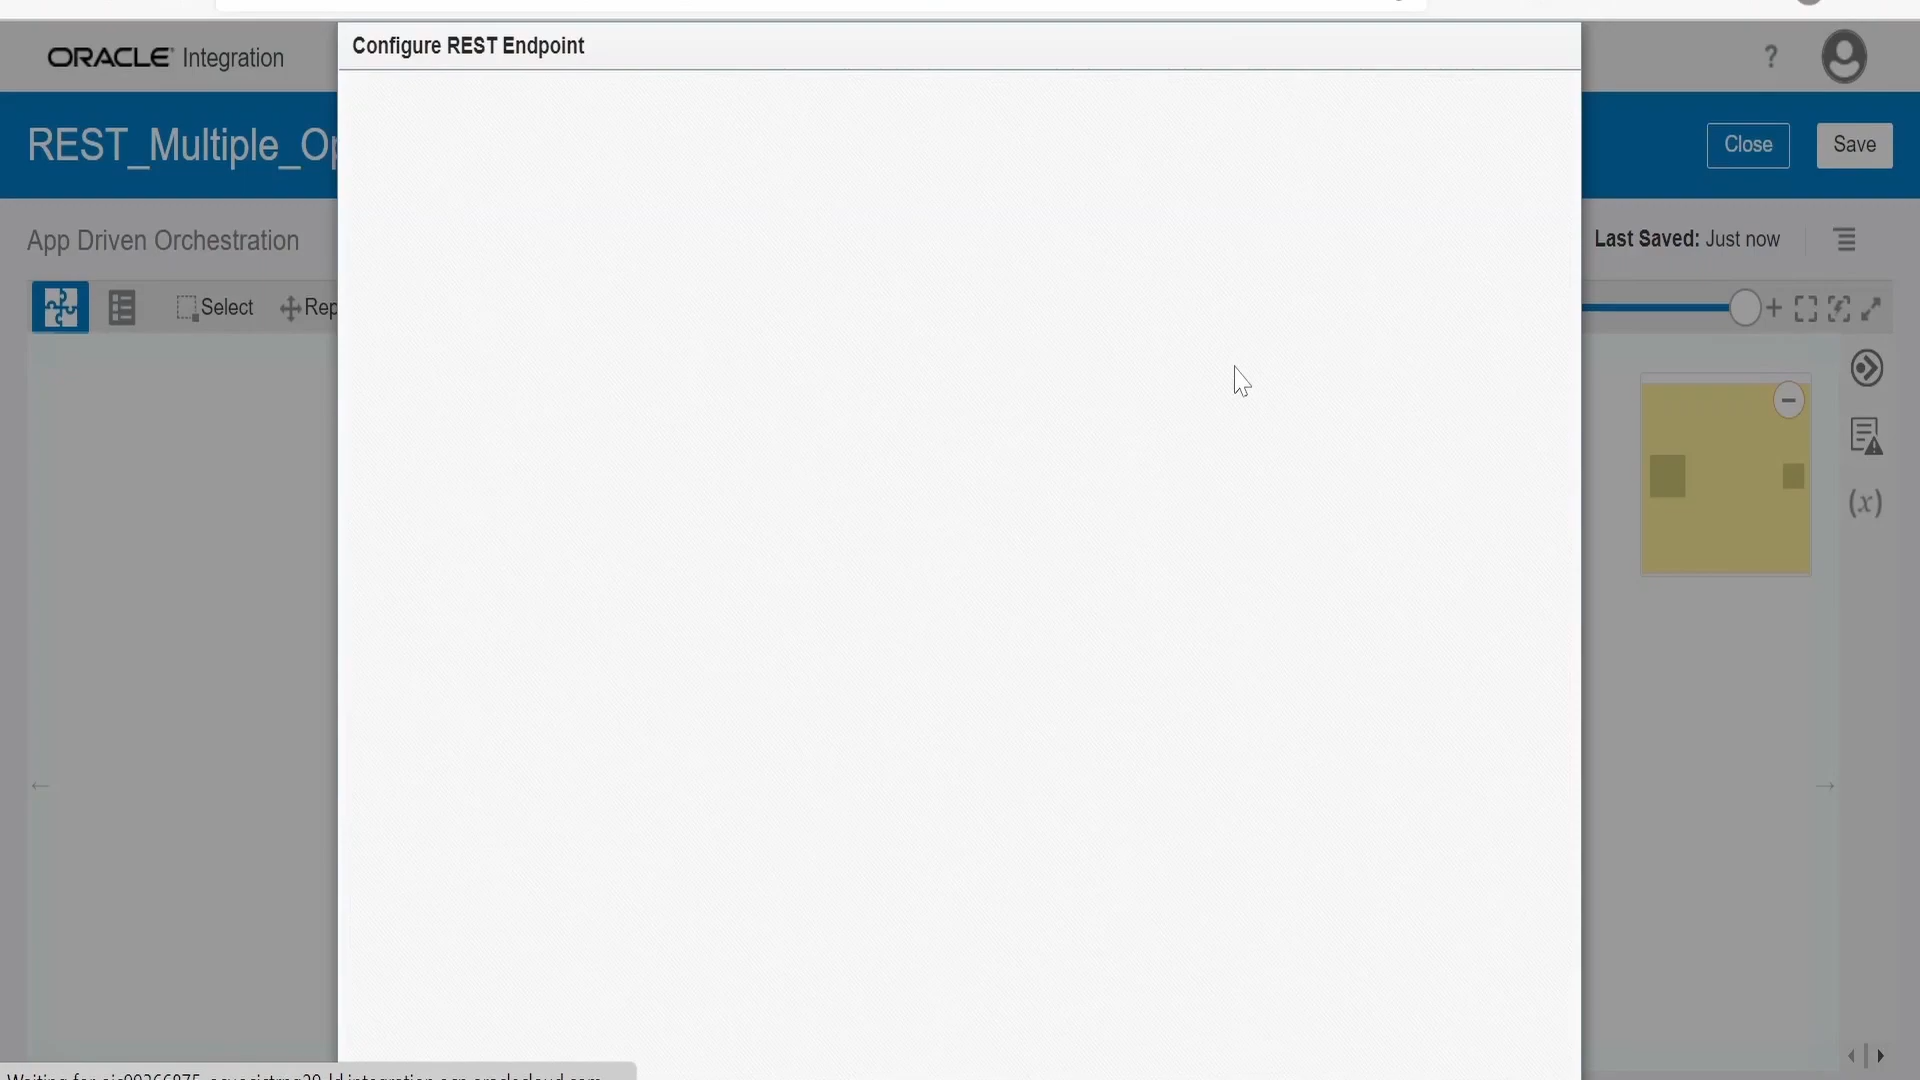 Configure REST Endpoint
ORACLE Integration
?
REST_Multiple_Op
Close
Save
App Driven Orchestration
Last Saved: Just now
Select
Rep
(x)